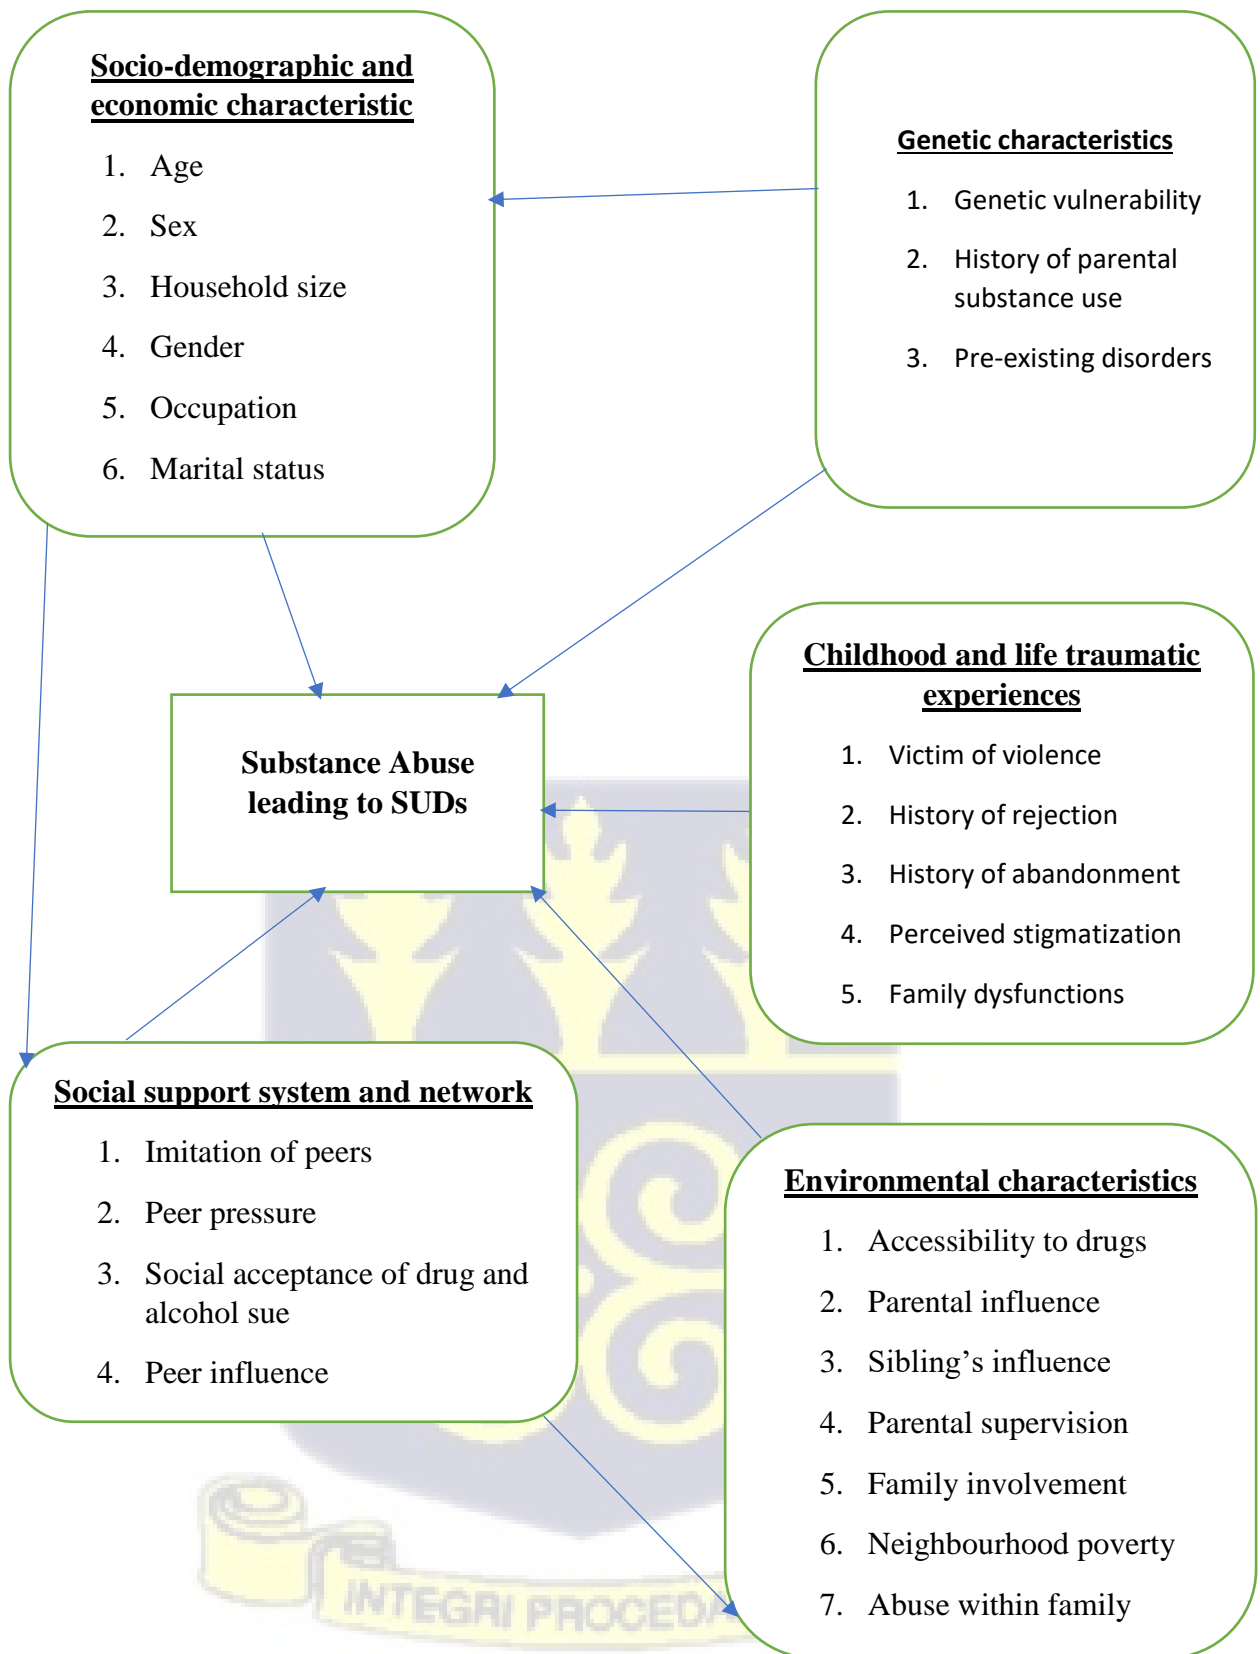 Socio-demographic and
economic characteristic
1. Age
2. Sex
3. Household size
4. Gender
5. Occupation
6. Marital status
Genetic characteristics
1. Genetic vulnerability
2. History of parental
substance use
3. Pre-existing disorders
Substance Abuse
leading to SUDs
Childhood and life traumatic
experiences
1. Victim of violence
2. History of rejection
3. History of abandonment
4. Perceived stigmatization
5. Family dysfunctions
Social support system and network
1. Imitation of peers
2. Peer pressure
3. Social acceptance of drug and
alcohol sue
4. Peer influence
Environmental characteristics
1. Accessibility to drugs
2. Parental influence
3. Sibling’s influence
4. Parental supervision
5. Family involvement
6. Neighbourhood poverty
7. Abuse within family
INTEGRI